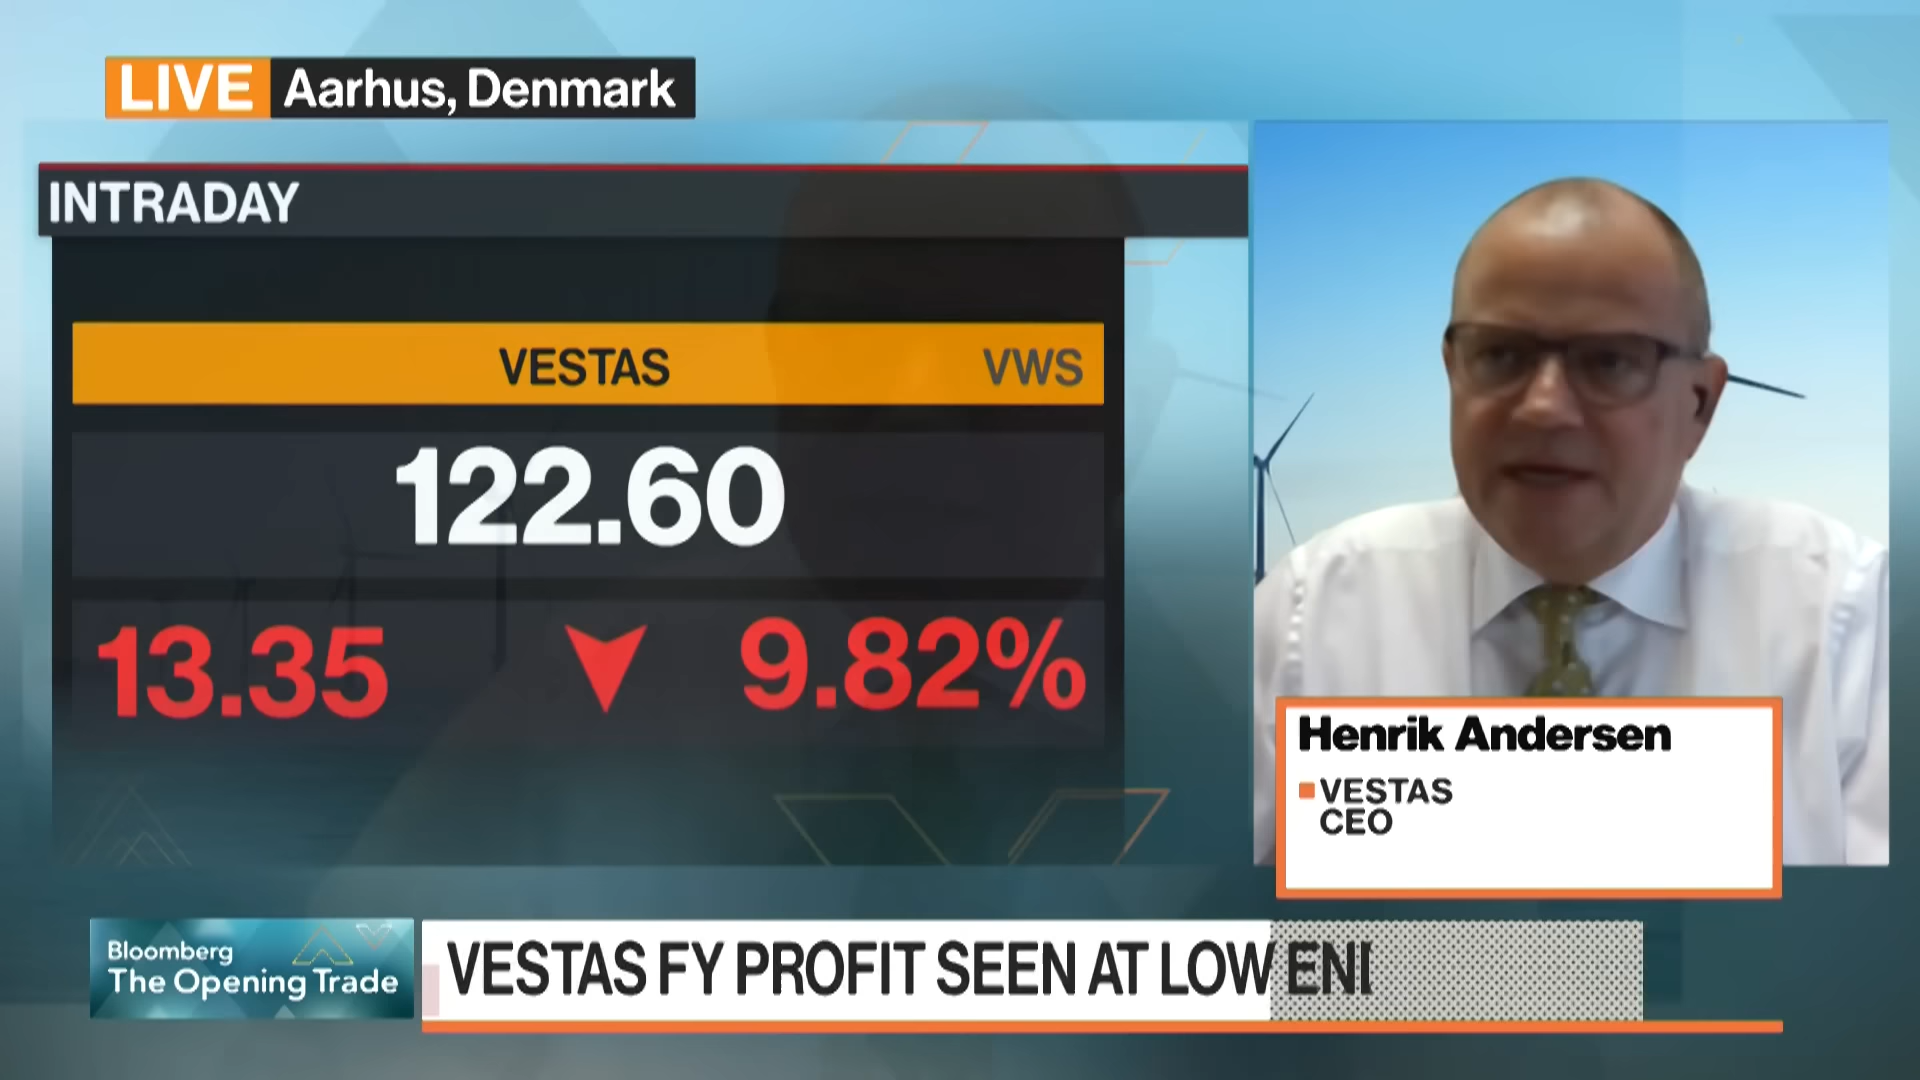 LIVE Aarhus, Denmark
INTRADAY
VESTAS VWS
122.60
13.35 9.82%
Henrik Andersen
VESTAS
CEO
Bloomberg
The Opening Trade
VESTAS FY PROFIT SEEN AT LOW